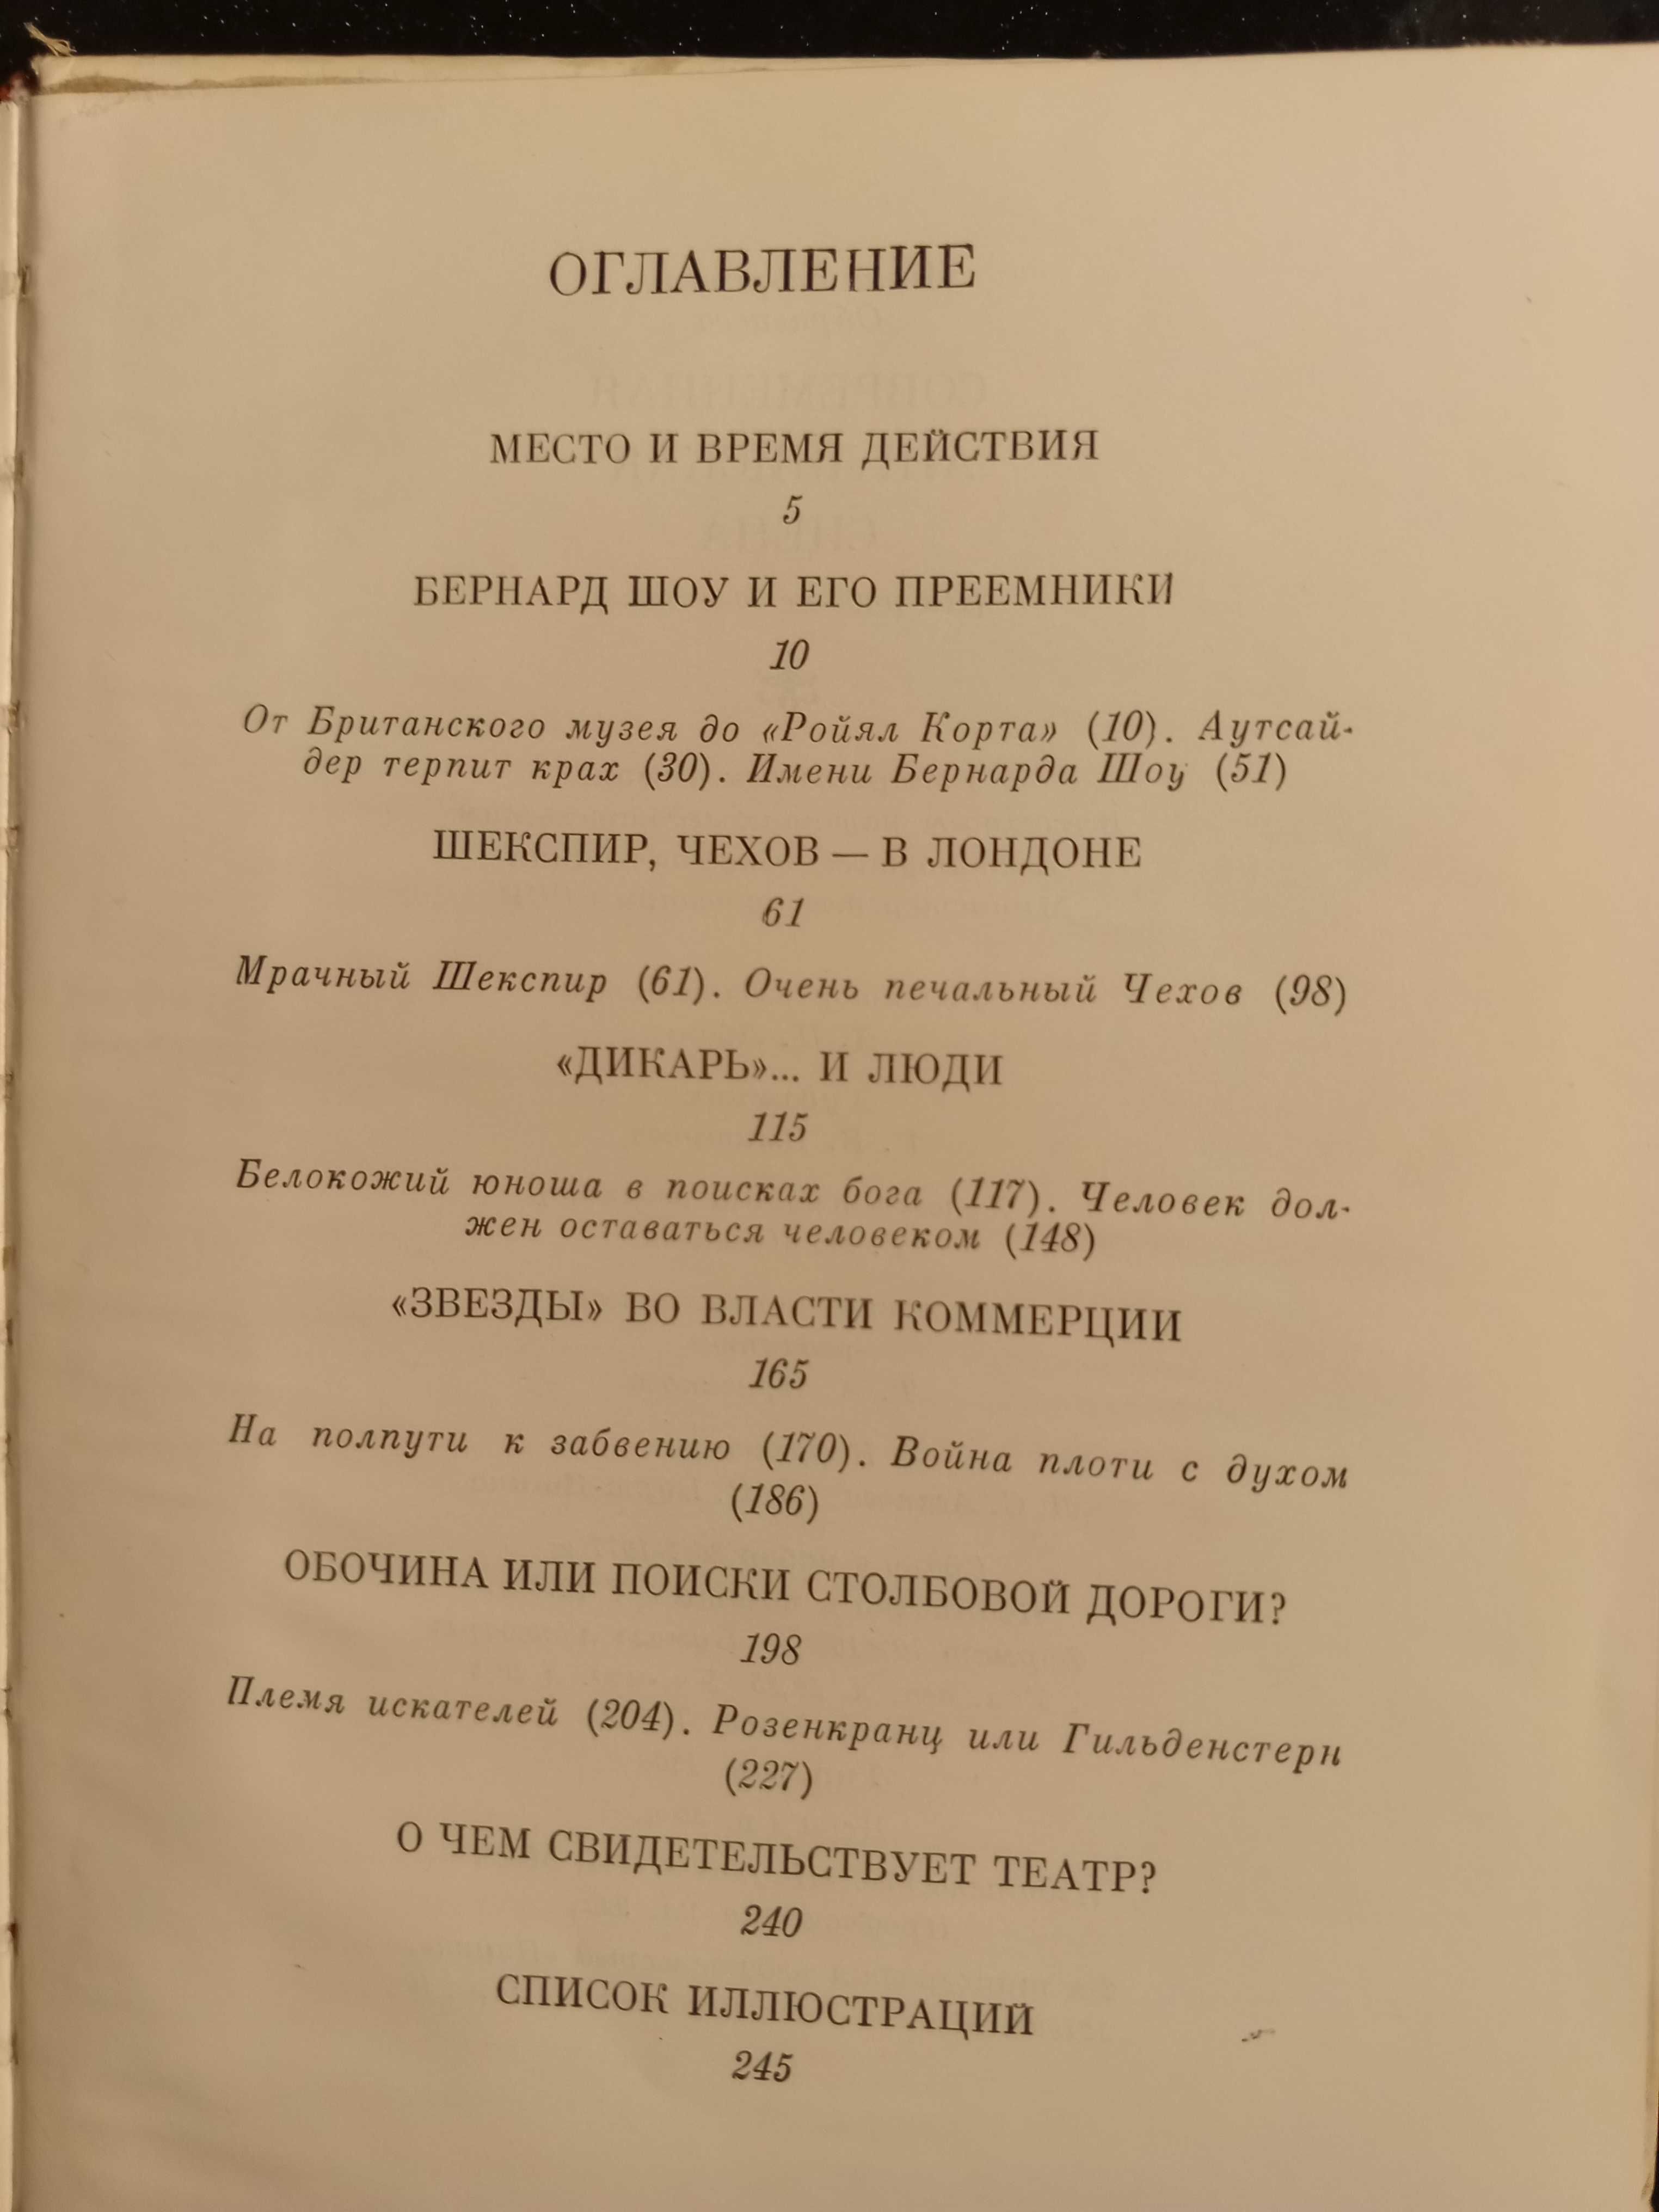 ОГЛАВЛЕНИЕ
МЕСТО И ВРЕМЯ ДЕЙСТВИЯ
5
БЕРНАРД ШОУ И ЕГО ПРЕЕМНИКИ
10
От Британского музея до «Ройял Корта» (10). Аутсай-
дер терпит крах (30). Имени Бернарда Шоу (51)
ШЕКСПИР, ЧЕХОВ — В ЛОНДОНЕ
61
Мрачный Шекспир (61). Очень печальный Чехов (98)
«ДИКАРЬ»... И ЛЮДИ
115
Белокожий юноша в поисках бога (117). Человек дол-
жен оставаться человеком (148)
«ЗВЕЗДЫ» ВО ВЛАСТИ КОММЕРЦИИ
165
На полпути к забвению (170). Война плоти с духом
(186)
ОБОЧИНА ИЛИ ПОИСКИ СТОЛБОВОЙ ДОРОГИ?
198
Племя искателей (204). Розенкранц или Гильденстерн
(227)
О ЧЕМ СВИДЕТЕЛЬСТВУЕТ ТЕАТР?
240
СПИСОК ИЛЛЮСТРАЦИЙ
245